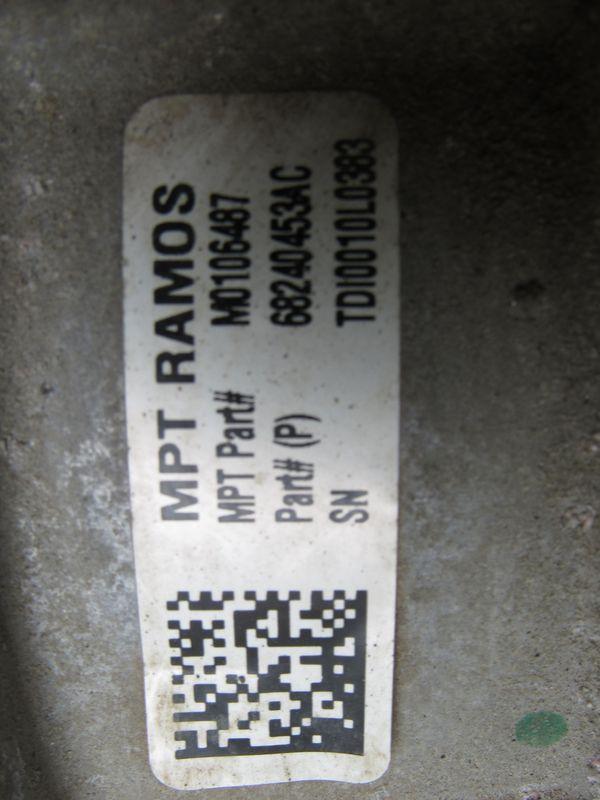 MPT RAMOS
MPT Part# M0106487
Part# (P) 68240453AC
SN TDI0010L0383